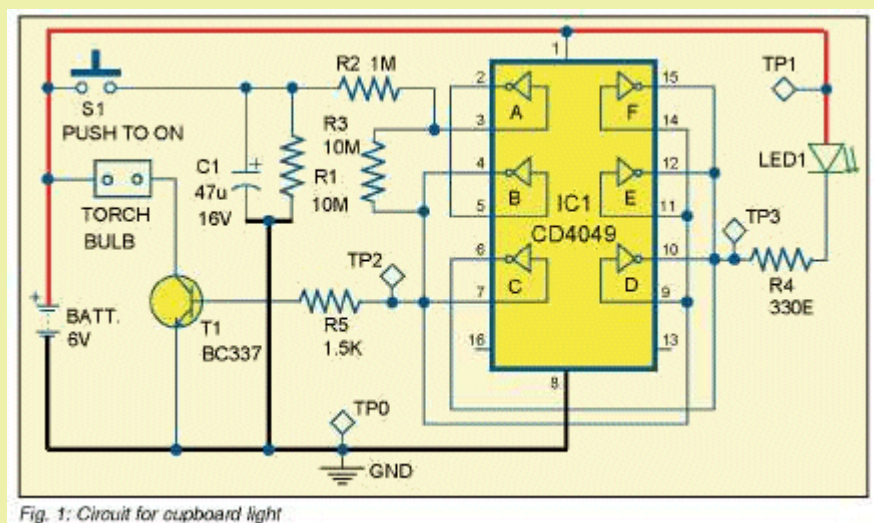 S1
PUSH TO ON
TORCH
BULB
+
BATT.
6V
T1
BC337
C1
+
47u
16V
R2 1M
R3
10M
R1
10M
TP2
R5
1.5K
TP0
GND
1
2
3
4
5
6
7
16
8
15
14
12
11
10
9
13
A
B
C
F
E
D
IC1
CD4049
TP1
LED1
TP3
R4
330E
Fig. 1: Circuit for cupboard light